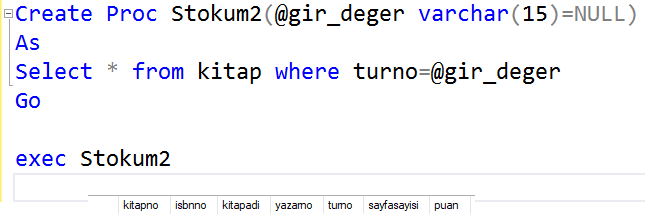 Create Proc Stokum2(@gir_deger varchar(15)=NULL)
As
Select * from kitap where turno=@gir_deger
Go
exec Stokum2
kitapno isbnno kitapadi yazarno turno sayfasayisi puan